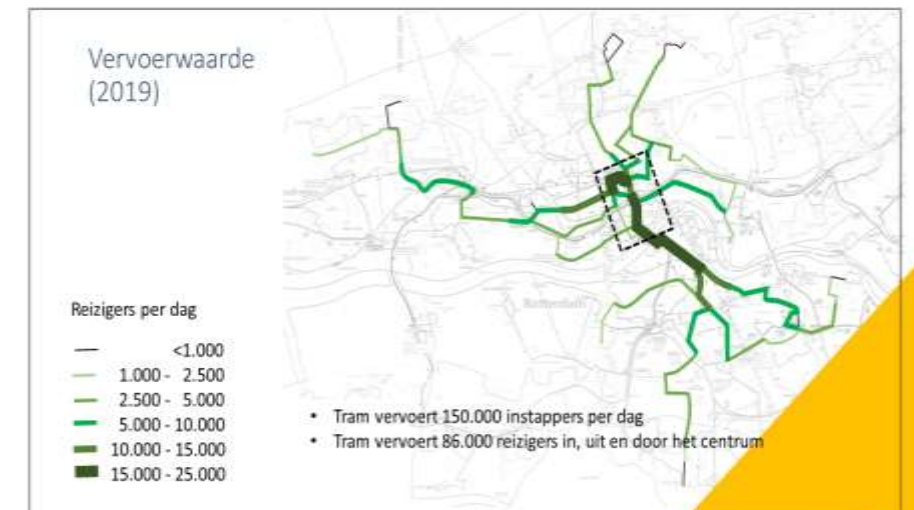 Vervoerwaarde
(2019)
Reizigers per dag
<1.000
1.000 - 2.500
2.500 - 5.000
5.000 - 10.000
10.000 - 15.000
15.000 - 25.000
• Tram vervoert 150.000 instappers per dag
• Tram vervoert 86.000 reizigers in, uit en door het centrum